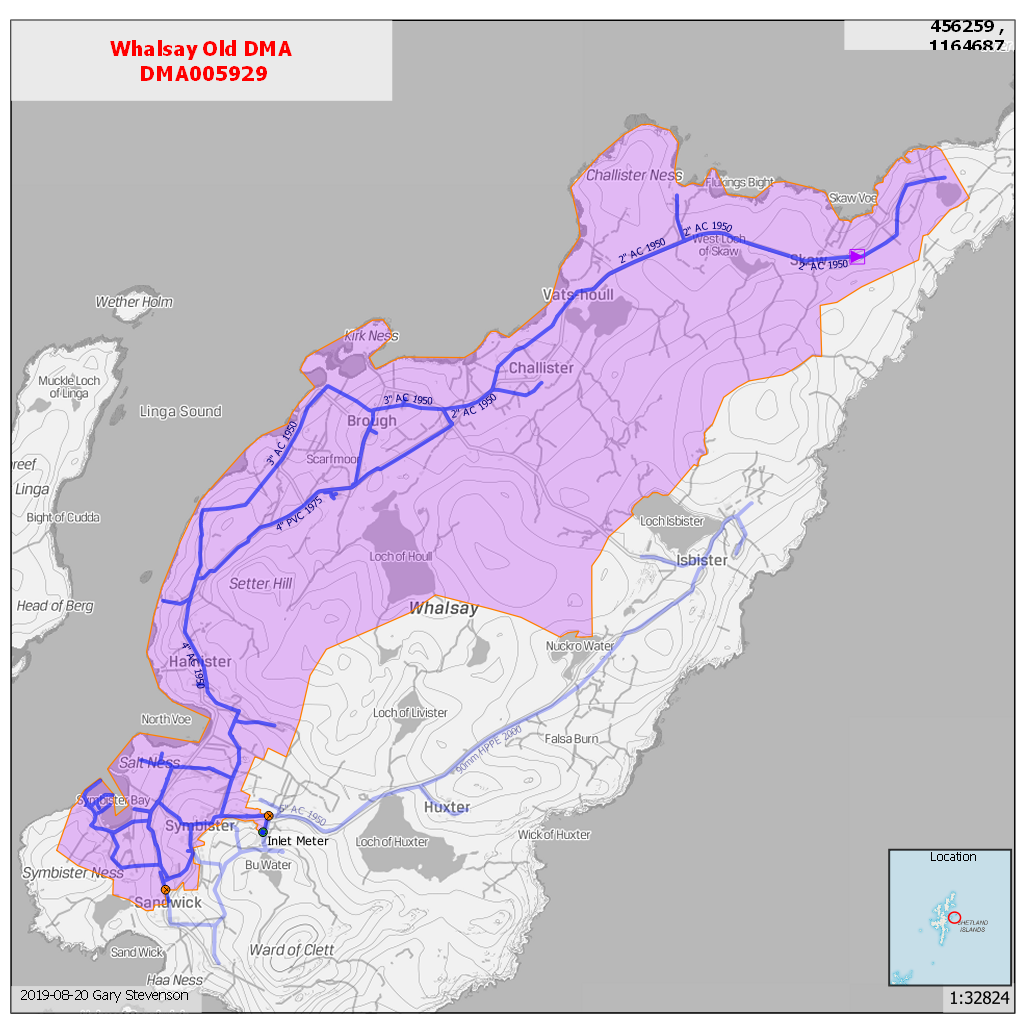 Whalsay Old DMA
DMA005929
456259 ,
1164687
Challister Ness
Flukings Bight
Skaw Voe
2" AC 1950
2" AC 1950
West Loch
of Skaw
Skaw
2" AC 1950
Vats-houll
Wether Holm
Kirk Ness
Challister
Muckle Loch
of Linga
Linga Sound
3" AC 1950
2" AC 1950
Brough
3" AC 1950
Scarfmoor
reef
Linga
4" PVC 1975
Bight of Cudda
Loch Isbister
Isbister
Loch of Houll
Setter Hill
Head of Berg
Whalsay
Nuckro Water
4" AC 1950
Harlister
Loch of Livister
North Voe
90mm HPPE 2000
Falsa Burn
Salt Ness
Symbister Bay
5" AC 1950
Huxter
Symbister
Inlet Meter
Loch of Huxter
Wick of Huxter
Bu Water
Symbister Ness
Sandwick
Sand Wick
Ward of Clett
Haa Ness
Location
SHETLAND
ISLANDS
2019-08-20 Gary Stevenson
1:32824